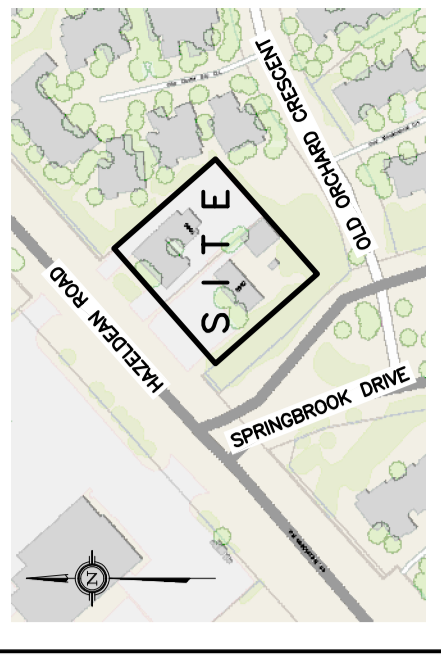 OLD ORCHARD CRESCENT
SITE
HAZELDEAN ROAD
SPRINGBROOK DRIVE
N